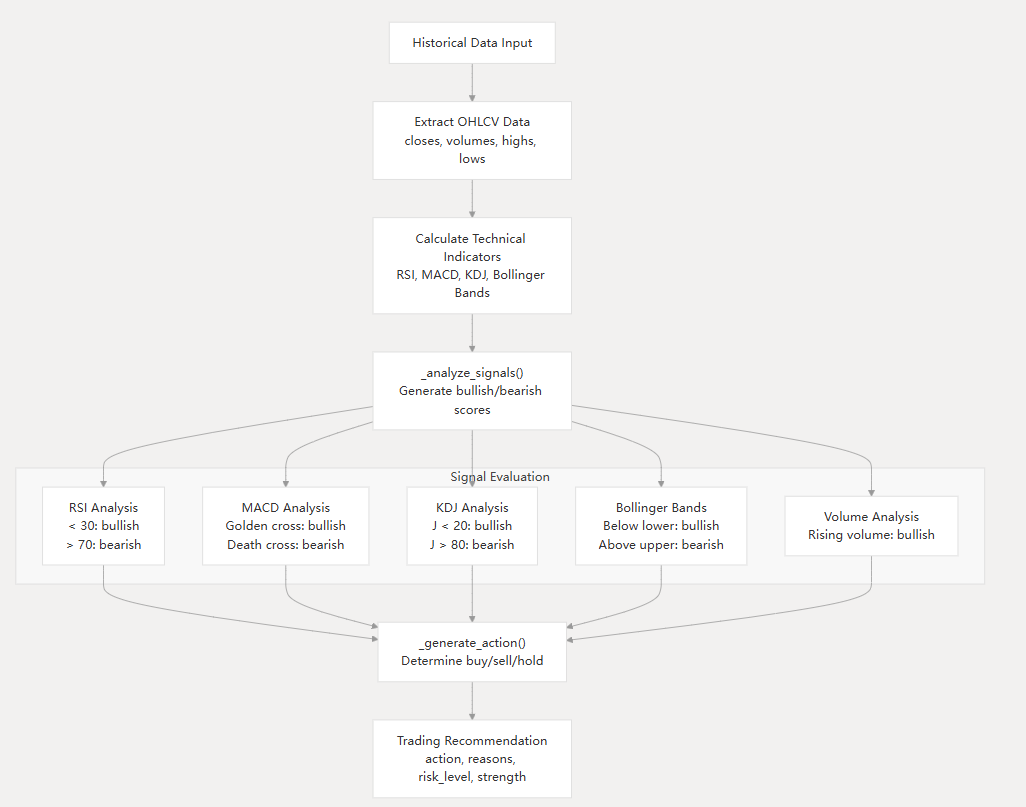 Historical Data Input
Extract OHLCV Data
closes, volumes, highs,
lows
Calculate Technical
Indicators
RSI, MACD, KDJ, Bollinger
Bands
_analyze_signals()
Generate bullish/bearish
scores
Signal Evaluation
RSI Analysis
< 30: bullish
> 70: bearish
MACD Analysis
Golden cross: bullish
Death cross: bearish
KDJ Analysis
J < 20: bullish
J > 80: bearish
Bollinger Bands
Below lower: bullish
Above upper: bearish
Volume Analysis
Rising volume: bullish
_generate_action()
Determine buy/sell/hold
Trading Recommendation
action, reasons,
risk_level, strength